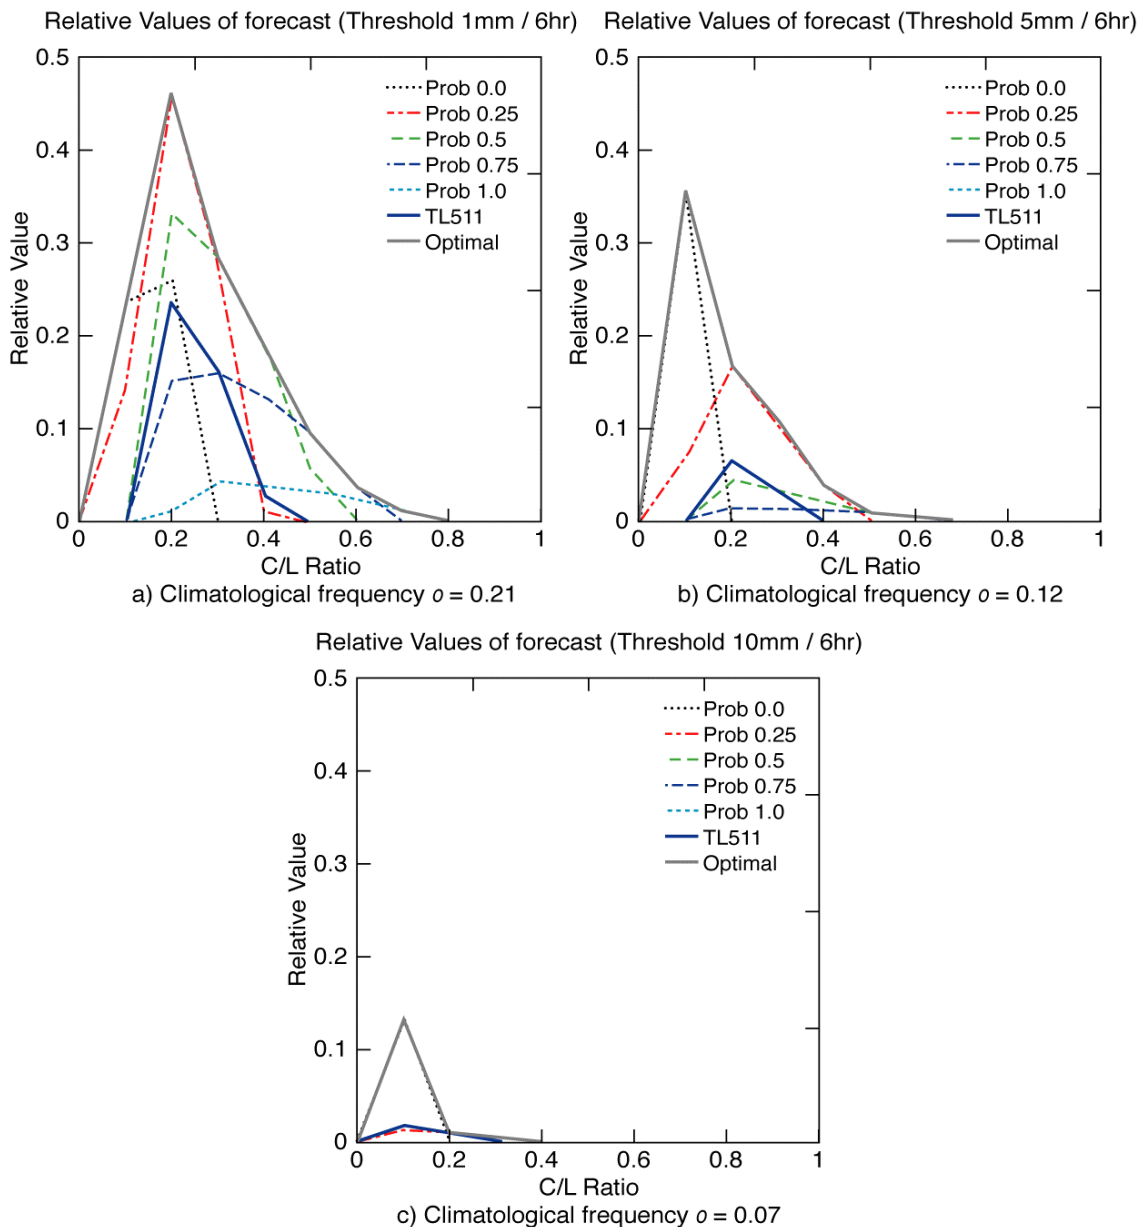 Relative Values of forecast (Threshold 1mm / 6hr)
0.5
0.4
0.3
0.2
0.1
0
Relative Value
Prob 0.0
Prob 0.25
Prob 0.5
Prob 0.75
Prob 1.0
TL511
Optimal
0 0.2 0.4 0.6 0.8 1
C/L Ratio
a) Climatological frequency o = 0.21
Relative Values of forecast (Threshold 5mm / 6hr)
0.5
0.4
0.3
0.2
0.1
0
Relative Value
Prob 0.0
Prob 0.25
Prob 0.5
Prob 0.75
Prob 1.0
TL511
Optimal
0 0.2 0.4 0.6 0.8 1
C/L Ratio
b) Climatological frequency o = 0.12
Relative Values of forecast (Threshold 10mm / 6hr)
0.5
0.4
0.3
0.2
0.1
0
Relative Value
Prob 0.0
Prob 0.25
Prob 0.5
Prob 0.75
Prob 1.0
TL511
Optimal
0 0.2 0.4 0.6 0.8 1
C/L Ratio
c) Climatological frequency o = 0.07